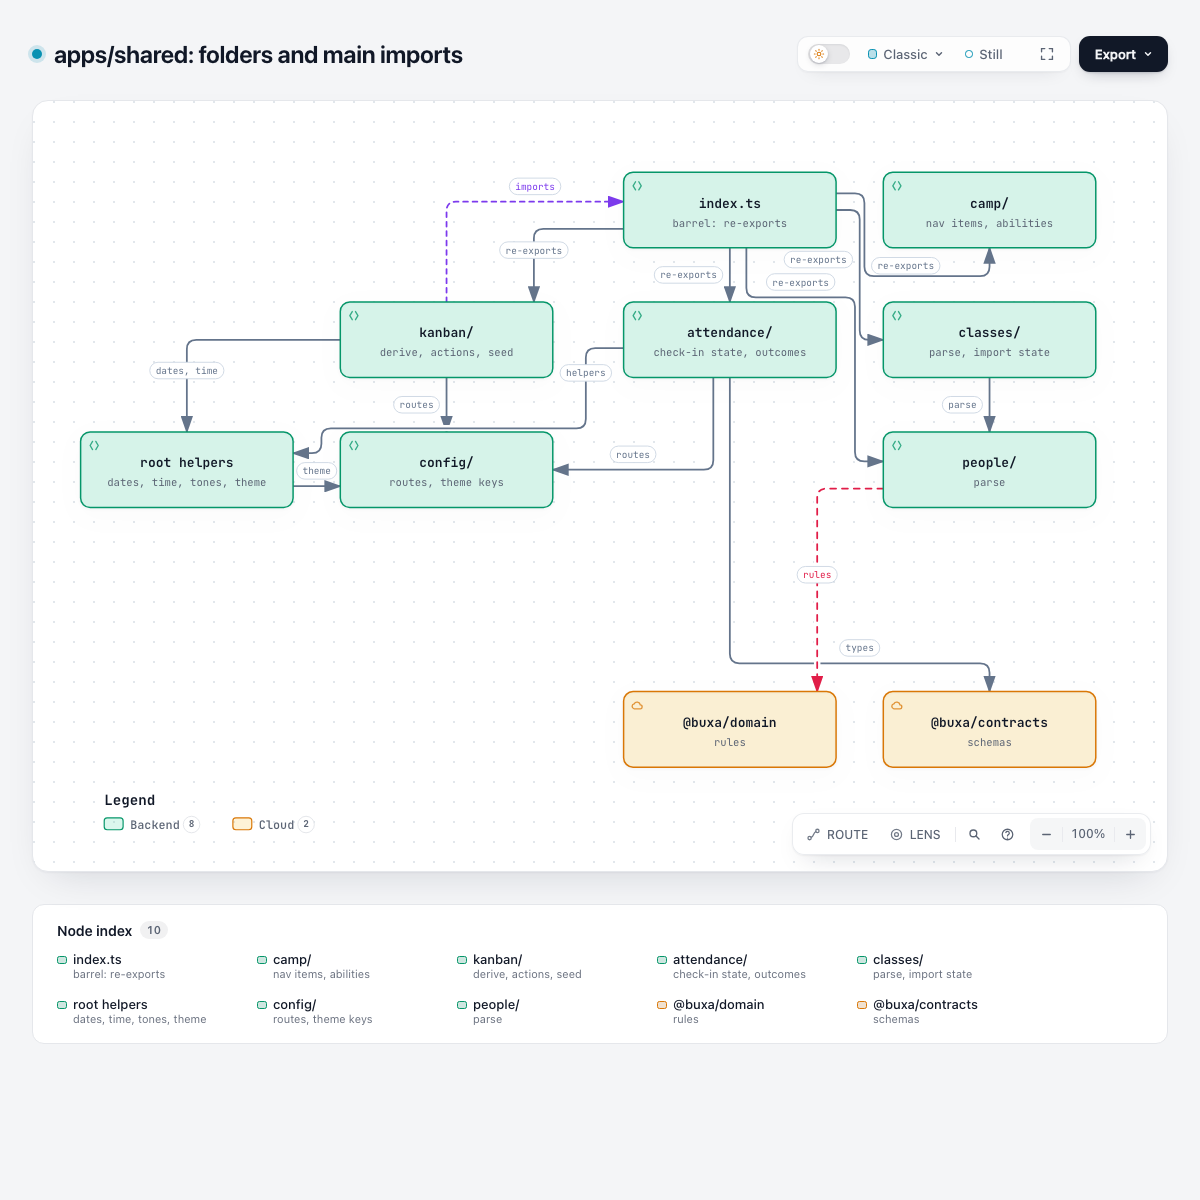 apps/shared: folders and main imports
Classic
Still
Export
imports
index.ts
barrel: re-exports
camp/
nav items, abilities
re-exports
re-exports
re-exports
re-exports
re-exports
kanban/
derive, actions, seed
attendance/
check-in state, outcomes
classes/
parse, import state
dates, time
helpers
routes
parse
root helpers
dates, time, tones, theme
theme
config/
routes, theme keys
routes
people/
parse
rules
types
@buxa/domain
rules
@buxa/contracts
schemas
Legend
Backend 8
Cloud 2
ROUTE
LENS
100%
Node index 10
index.ts
barrel: re-exports
camp/
nav items, abilities
kanban/
derive, actions, seed
attendance/
check-in state, outcomes
classes/
parse, import state
root helpers
dates, time, tones, theme
config/
routes, theme keys
people/
parse
@buxa/domain
rules
@buxa/contracts
schemas